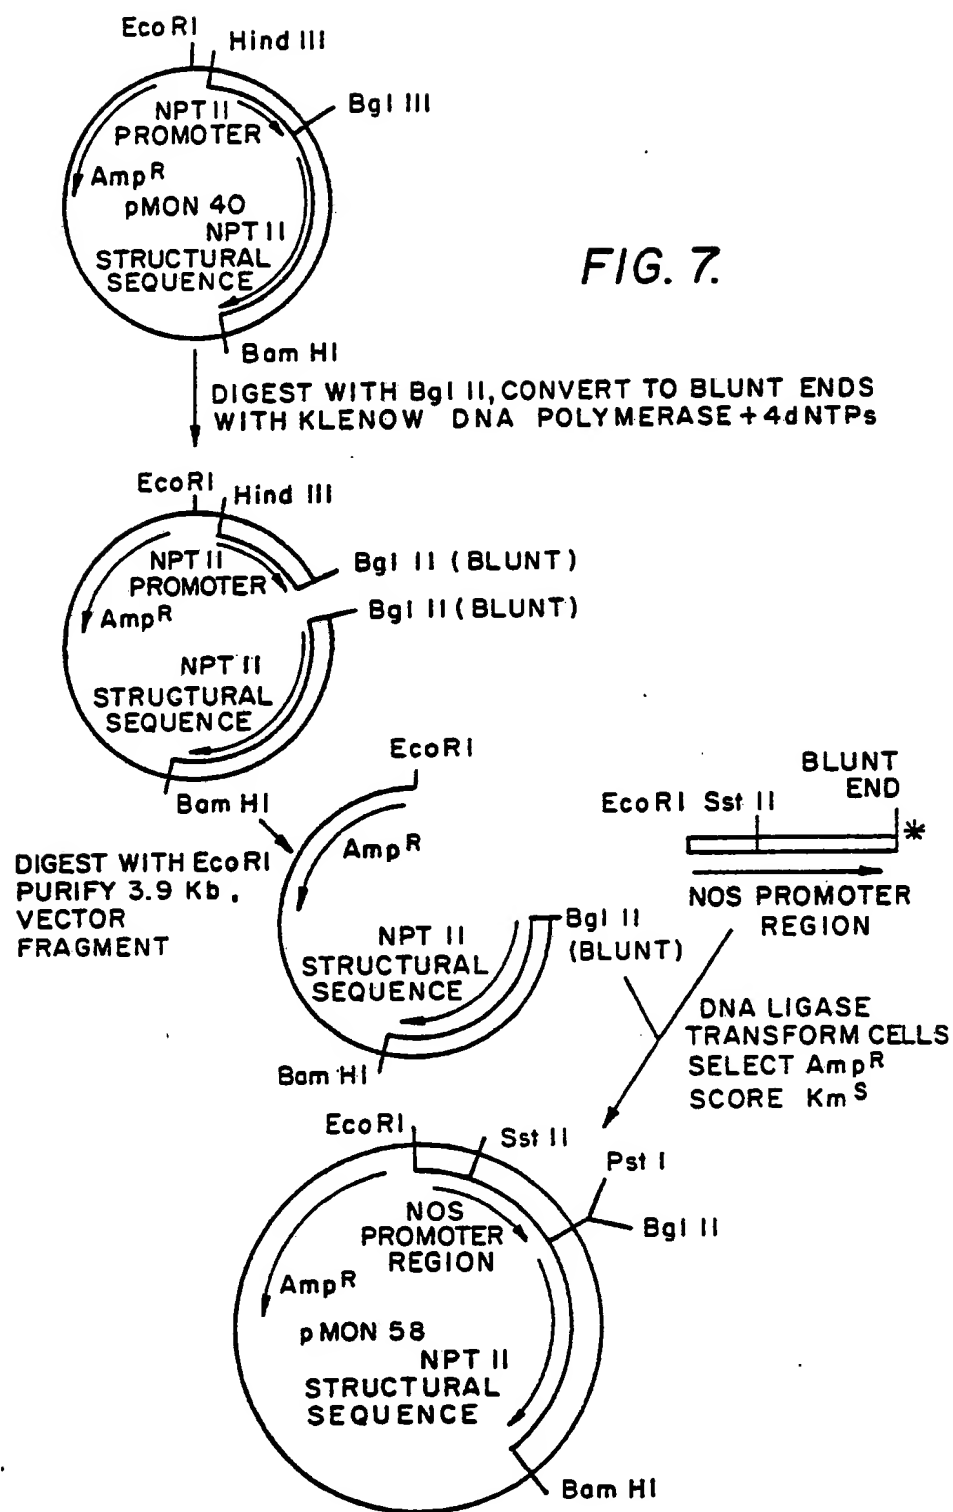 EcoRI
Hind III
Bgl III
NPT II
PROMOTER
AmpR
pMON 40
NPT II
STRUCTURAL
SEQUENCE
Bam HI
FIG. 7.
DIGEST WITH Bgl II, CONVERT TO BLUNT ENDS
WITH KLENOW DNA POLYMERASE + 4dNTPs
EcoRI
Hind III
Bgl II (BLUNT)
Bgl II (BLUNT)
NPT II
PROMOTER
AmpR
NPT II
STRUGTURAL
SEQUENCE
Bam HI
DIGEST WITH EcoRI
PURIFY 3.9 Kb.
VECTOR
FRAGMENT
EcoRI
AmpR
NPT II
STRUCTURAL
SEQUENCE
Bgl II
(BLUNT)
Bam HI
BLUNT
END
EcoRI Sst II
*
NOS PROMOTER
REGION
DNA LIGASE
TRANSFORM CELLS
SELECT AmpR
SCORE KmS
EcoRI
Sst II
Pst I
Bgl II
NOS
PROMOTER
REGION
AmpR
pMON 58
NPT II
STRUCTURAL
SEQUENCE
Bam HI